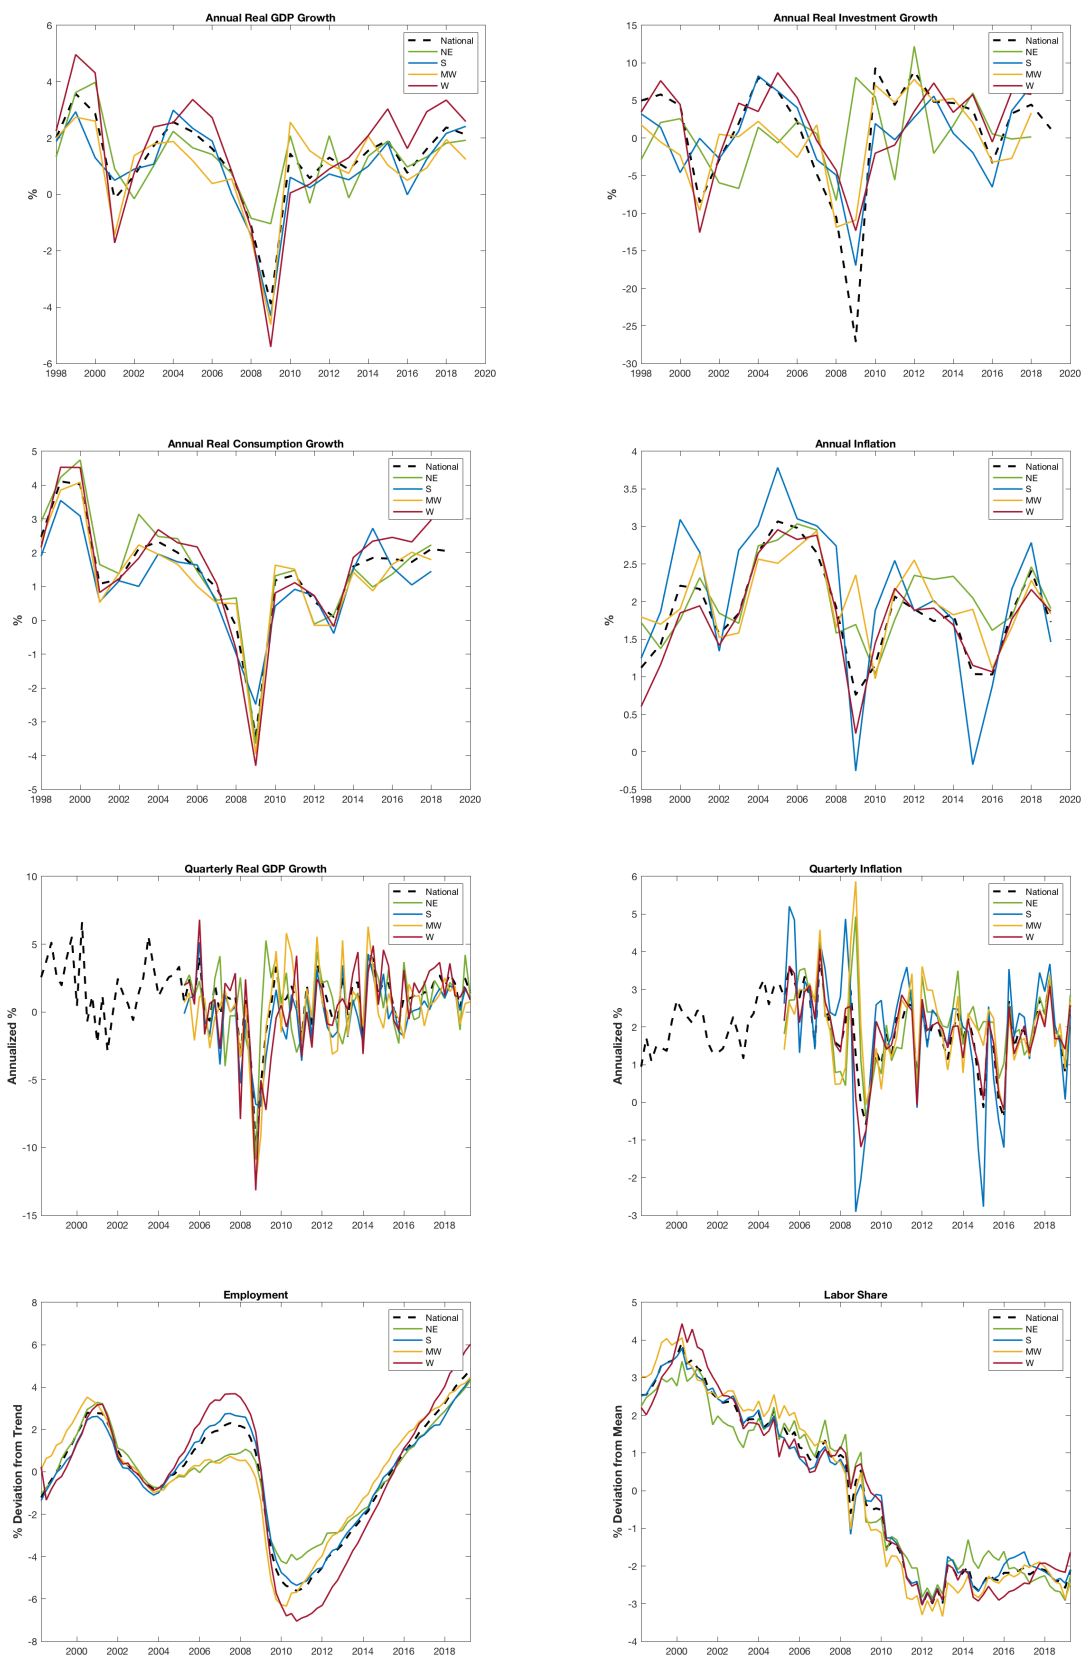 Annual Real GDP Growth
6
4
2
0
-2
-4
-6
%
1998 2000 2002 2004 2006 2008 2010 2012 2014 2016 2018 2020
National
NE
S
MW
W
Annual Real Investment Growth
15
10
5
0
-5
-10
-15
-20
-25
-30
%
1998 2000 2002 2004 2006 2008 2010 2012 2014 2016 2018 2020
National
NE
S
MW
W
Annual Real Consumption Growth
5
4
3
2
1
0
-1
-2
-3
-4
-5
%
1998 2000 2002 2004 2006 2008 2010 2012 2014 2016 2018 2020
National
NE
S
MW
W
Annual Inflation
4
3.5
3
2.5
2
1.5
1
0.5
0
-0.5
%
1998 2000 2002 2004 2006 2008 2010 2012 2014 2016 2018 2020
National
NE
S
MW
W
Quarterly Real GDP Growth
10
5
0
-5
-10
-15
Annualized %
2000 2002 2004 2006 2008 2010 2012 2014 2016 2018
National
NE
S
MW
W
Quarterly Inflation
6
5
4
3
2
1
0
-1
-2
-3
Annualized %
2000 2002 2004 2006 2008 2010 2012 2014 2016 2018
National
NE
S
MW
W
Employment
8
6
4
2
0
-2
-4
-6
-8
% Deviation from Trend
2000 2002 2004 2006 2008 2010 2012 2014 2016 2018
National
NE
S
MW
W
Labor Share
5
4
3
2
1
0
-1
-2
-3
-4
% Deviation from Mean
2000 2002 2004 2006 2008 2010 2012 2014 2016 2018
National
NE
S
MW
W